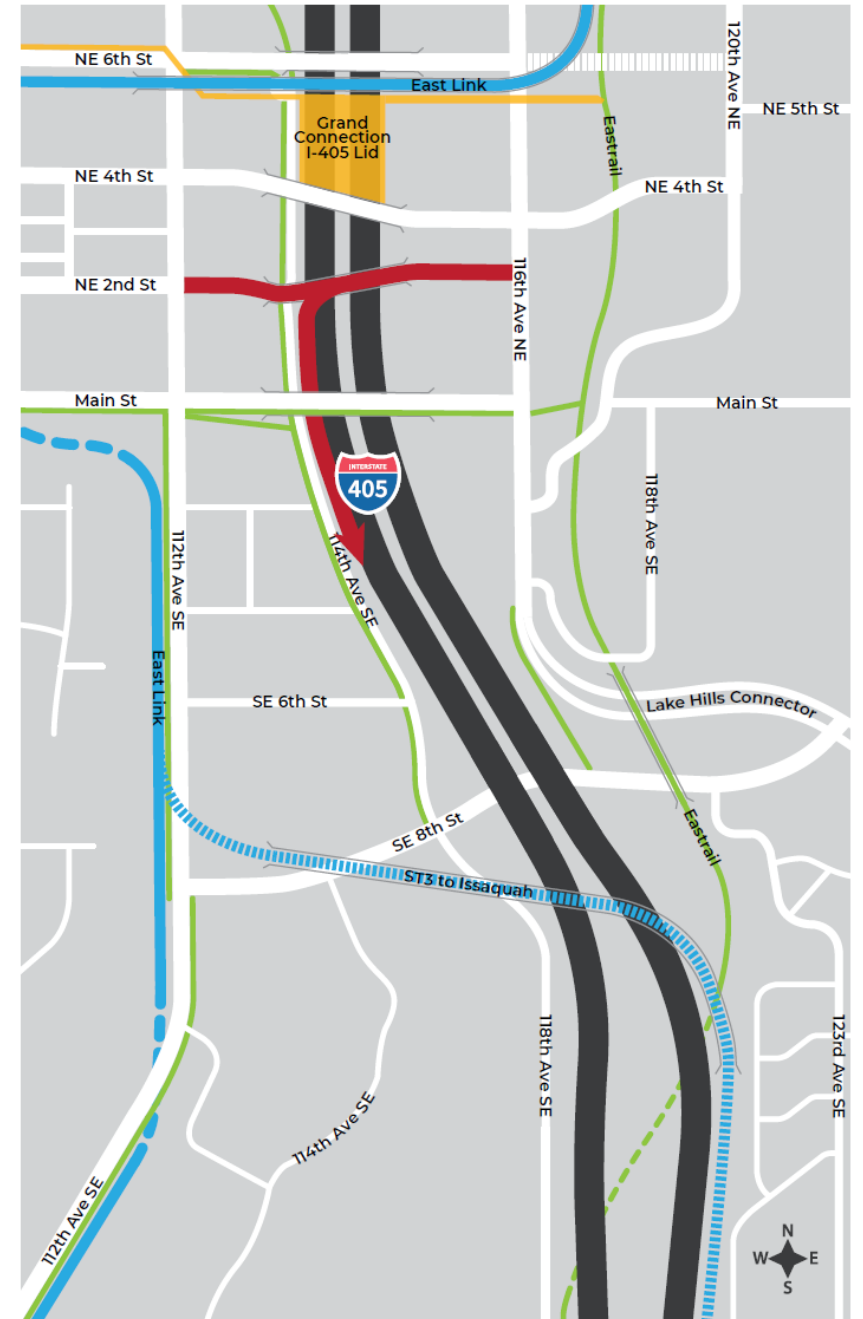 NE 6th St
120th Ave NE
East Link
NE 5th St
Grand
Connection
I-405 Lid
Eastrail
NE 4th St
NE 4th St
NE 2nd St
116th Ave NE
Main St
Main St
INTERSTATE
405
118th Ave SE
112th Ave SE
114th Ave SE
East Link
SE 6th St
Lake Hills Connector
SE 8th St
Eastrail
ST3 to Issaquah
118th Ave SE
123rd Ave SE
114th Ave SE
112th Ave SE
N
W E
S